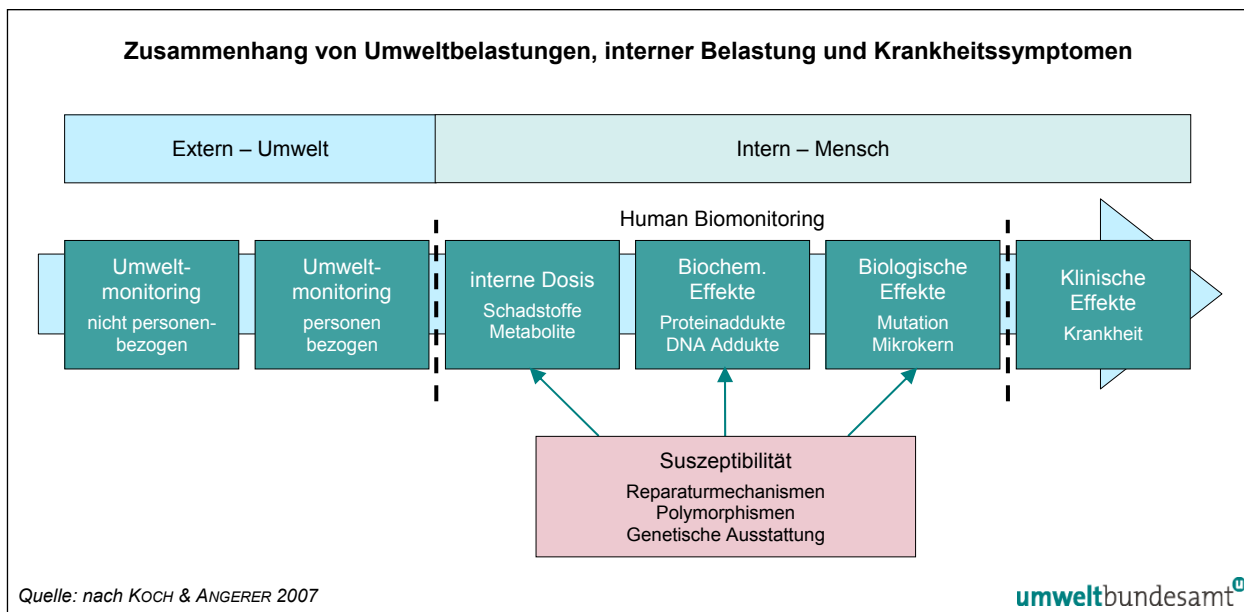 Zusammenhang von Umweltbelastungen, interner Belastung und Krankheitssymptomen
Extern – Umwelt
Intern – Mensch
Human Biomonitoring
Umwelt-
monitoring
nicht personen-
bezogen
Umwelt-
monitoring
personen
bezogen
interne Dosis
Schadstoffe
Metabolite
Biochem.
Effekte
Proteinaddukte
DNA Addukte
Biologische
Effekte
Mutation
Mikrokern
Klinische
Effekte
Krankheit
Suszeptibilität
Reparaturmechanismen
Polymorphismen
Genetische Ausstattung
Quelle: nach KOCH & ANGERER 2007
umweltbundesamt u